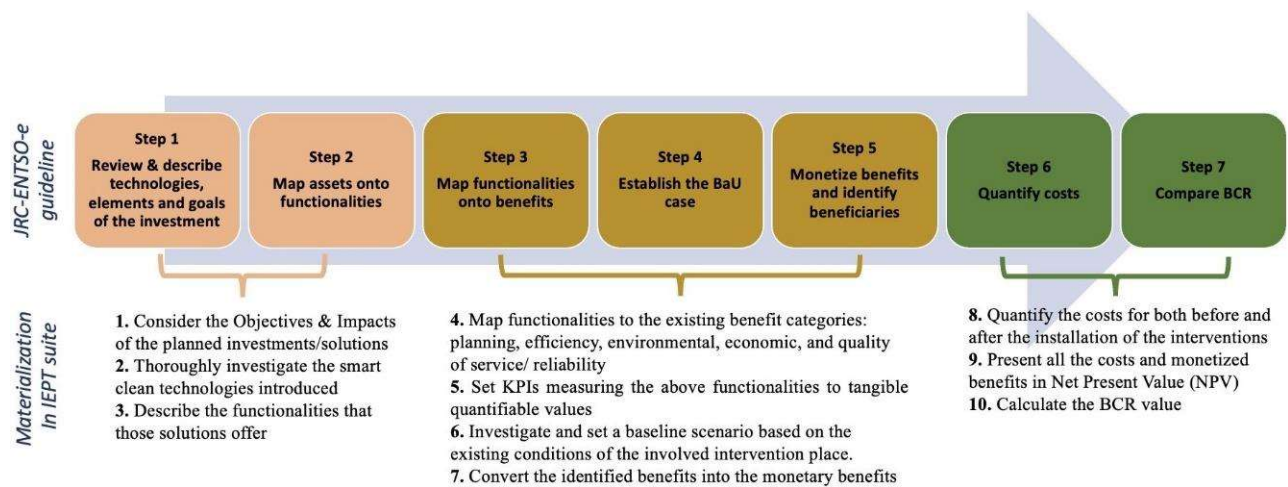 JRC-ENTSO-e
guideline
Step 1
Review & describe
technologies,
elements and goals
of the investment
Step 2
Map assets onto
functionalities
Step 3
Map functionalities
onto benefits
Step 4
Establish the BaU
case
Step 5
Monetize benefits
and identify
beneficiaries
Step 6
Quantify costs
Step 7
Compare BCR
Materialization
In IEPT suite
1. Consider the Objectives & Impacts
of the planned investments/solutions
2. Thoroughly investigate the smart
clean technologies introduced
3. Describe the functionalities that
those solutions offer
4. Map functionalities to the existing benefit categories:
planning, efficiency, environmental, economic, and quality
of service/ reliability
5. Set KPIs measuring the above functionalities to tangible
quantifiable values
6. Investigate and set a baseline scenario based on the
existing conditions of the involved intervention place.
7. Convert the identified benefits into the monetary benefits
8. Quantify the costs for both before and
after the installation of the interventions
9. Present all the costs and monetized
benefits in Net Present Value (NPV)
10. Calculate the BCR value